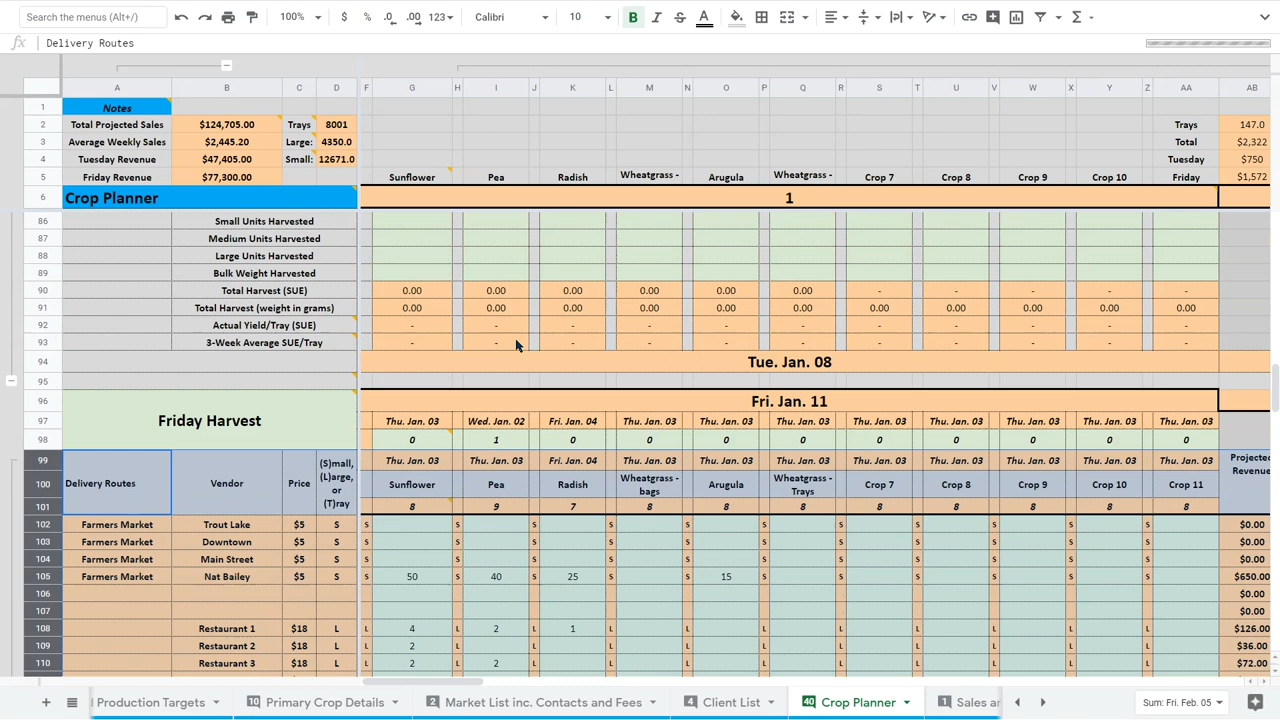 Search the menus (Alt+/) 100% $ % .0 .00 123 Calibri 10 B I S A Σ
fx Delivery Routes
A B C D F G H I J K L M N O P Q R S T U V W X Y Z AA AB
1 Notes
2 Total Projected Sales $124,705.00 Trays 8001 Trays 147.0
3 Average Weekly Sales $2,445.20 Large: 4350.0 Total $2,322
4 Tuesday Revenue $47,405.00 Small: 12671.0 Tuesday $750
5 Friday Revenue $77,300.00 Sunflower Pea Radish Wheatgrass - Arugula Wheatgrass - Crop 7 Crop 8 Crop 9 Crop 10 Friday $1,572
6 Crop Planner 1
86 Small Units Harvested
87 Medium Units Harvested
88 Large Units Harvested
89 Bulk Weight Harvested
90 Total Harvest (SUE) 0.00 0.00 0.00 0.00 0.00 0.00 - - - - -
91 Total Harvest (weight in grams) 0.00 0.00 0.00 0.00 0.00 0.00 0.00 0.00 0.00 0.00 0.00
92 Actual Yield/Tray (SUE) - - - - - - - - - - -
93 3-Week Average SUE/Tray - - - - - - - - - - -
94 Tue. Jan. 08
95
96 Fri. Jan. 11
Friday Harvest
97 Thu. Jan. 03 Wed. Jan. 02 Fri. Jan. 04 Thu. Jan. 03 Thu. Jan. 03 Thu. Jan. 03 Thu. Jan. 03 Thu. Jan. 03 Thu. Jan. 03 Thu. Jan. 03 Thu. Jan. 03
98 0 1 0 0 0 0 0 0 0 0 0
99 Thu. Jan. 03 Thu. Jan. 03 Fri. Jan. 04 Thu. Jan. 03 Thu. Jan. 03 Thu. Jan. 03 Thu. Jan. 03 Thu. Jan. 03 Thu. Jan. 03 Thu. Jan. 03 Thu. Jan. 03 Projected
100 Delivery Routes Vendor Price (S)mall, (L)arge, or (T)ray Sunflower Pea Radish Wheatgrass - bags Arugula Wheatgrass - Trays Crop 7 Crop 8 Crop 9 Crop 10 Crop 11 Revenue
101 8 9 7 8 8 8 8 8 8 8 8
102 Farmers Market Trout Lake $5 S S S S S S S S S S S S $0.00
103 Farmers Market Downtown $5 S S S S S S S S S S S S $0.00
104 Farmers Market Main Street $5 S S S S S S S S S S S S $0.00
105 Farmers Market Nat Bailey $5 S S 50 S 40 S 25 S S 15 S S S S S S $650.00
106 $0.00
107 $0.00
108 Restaurant 1 $18 L L 4 L 2 L 1 L L L L L L L L $126.00
109 Restaurant 2 $18 L L 2 L L L L L L L L L L $36.00
110 Restaurant 3 $18 L L 2 L 2 L L L L L L L L L $72.00
Production Targets 10 Primary Crop Details 2 Market List inc. Contacts and Fees 4 Client List 40 Crop Planner 1 Sales ar Sum: Fri. Feb. 05